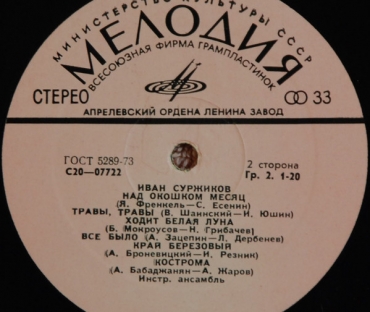 МИНИСТЕРСТВО КУЛЬТУРЫ СССР
МЕЛОДИЯ
ВСЕСОЮЗНАЯ ФИРМА ГРАМПЛАСТИНОК
СТЕРЕО
33
АПРЕЛЕВСКИЙ ОРДЕНА ЛЕНИНА ЗАВОД
ГОСТ 5289-73
С20—07722
2 сторона
Гр. 2. 1-20
ИВАН СУРЖИКОВ
НАД ОКОШКОМ МЕСЯЦ
(Я. Френкель—С. Есенин)
ТРАВЫ, ТРАВЫ (В. Шаинский—И. Юшин)
ХОДИТ БЕЛАЯ ЛУНА
(Б. Мокроусов—Н. Грибачев)
ВСЕ БЫЛО (А. Зацепин—Л. Дербенев)
КРАЙ БЕРЕЗОВЫЙ
(А. Броневицкий—И. Резник)
КОСТРОМА
(А. Бабаджанян—А. Жаров)
Инстр. ансамбль